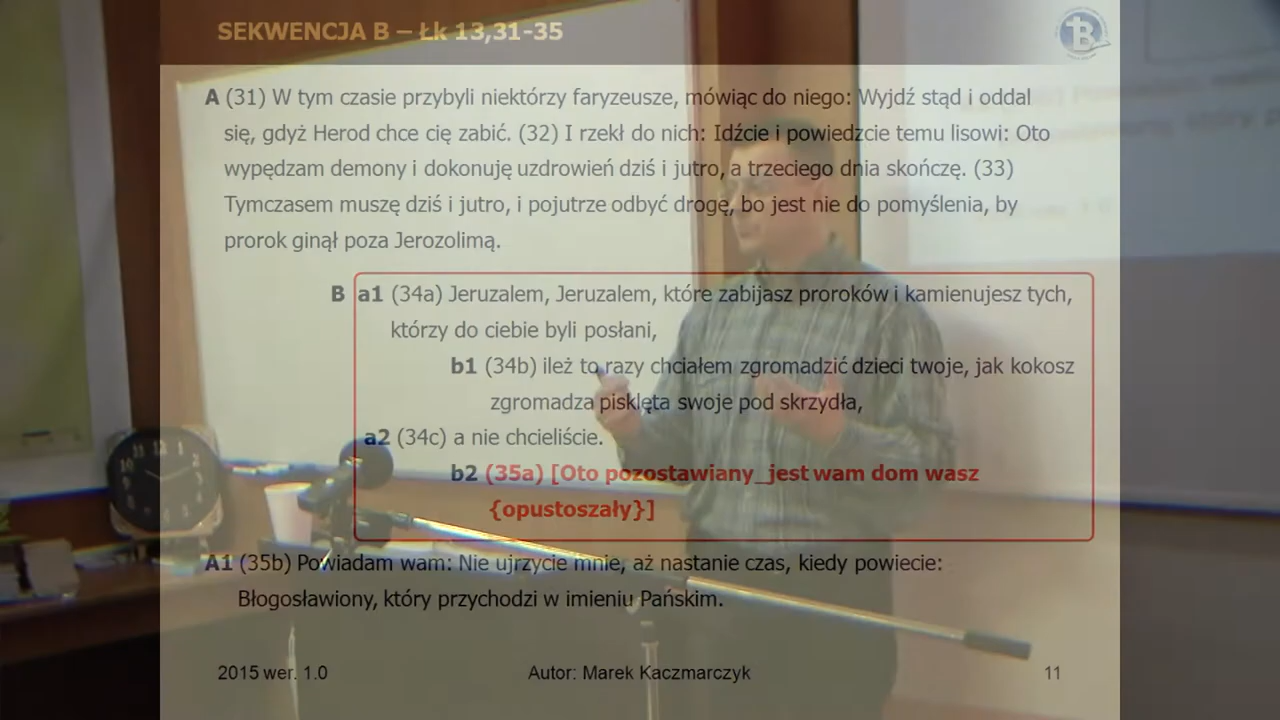 SEKWENCJA B – Łk 13,31-35
A (31) W tym czasie przybyli niektórzy faryzeusze, mówiąc do niego: Wyjdź stąd i oddal
się, gdyż Herod chce cię zabić. (32) I rzekł do nich: Idźcie i powiedzcie temu lisowi: Oto
wypędzam demony i dokonuję uzdrowień dziś i jutro, a trzeciego dnia skończę. (33)
Tymczasem muszę dziś i jutro, i pojutrze odbyć drogę, bo jest nie do pomyślenia, by
prorok ginął poza Jerozolimą.
B a1 (34a) Jeruzalem, Jeruzalem, które zabijasz proroków i kamienujesz tych,
którzy do ciebie byli posłani,
b1 (34b) ileż to razy chciałem zgromadzić dzieci twoje, jak kokosz
zgromadza pisklęta swoje pod skrzydła,
a2 (34c) a nie chcieliście.
b2 (35a) [Oto pozostawiany_jest wam dom wasz
{opustoszały}]
A1 (35b) Powiadam wam: Nie ujrzycie mnie, aż nastanie czas, kiedy powiecie:
Błogosławiony, który przychodzi w imieniu Pańskim.
2015 wer. 1.0
Autor: Marek Kaczmarczyk
11